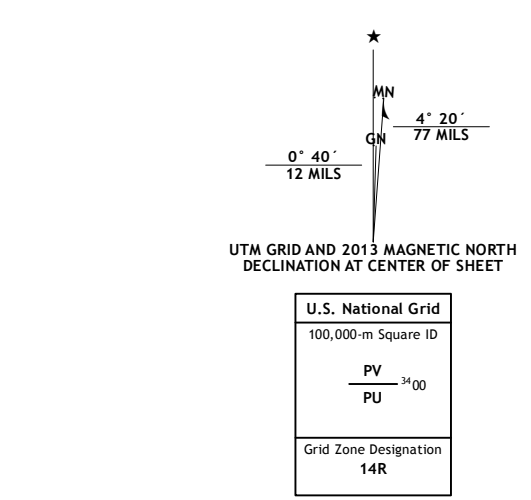 ★
MN
GN
4° 20´
77 MILS
0° 40´
12 MILS
UTM GRID AND 2013 MAGNETIC NORTH
DECLINATION AT CENTER OF SHEET
U.S. National Grid
100,000-m Square ID
PV
³⁴00
PU
Grid Zone Designation
14R